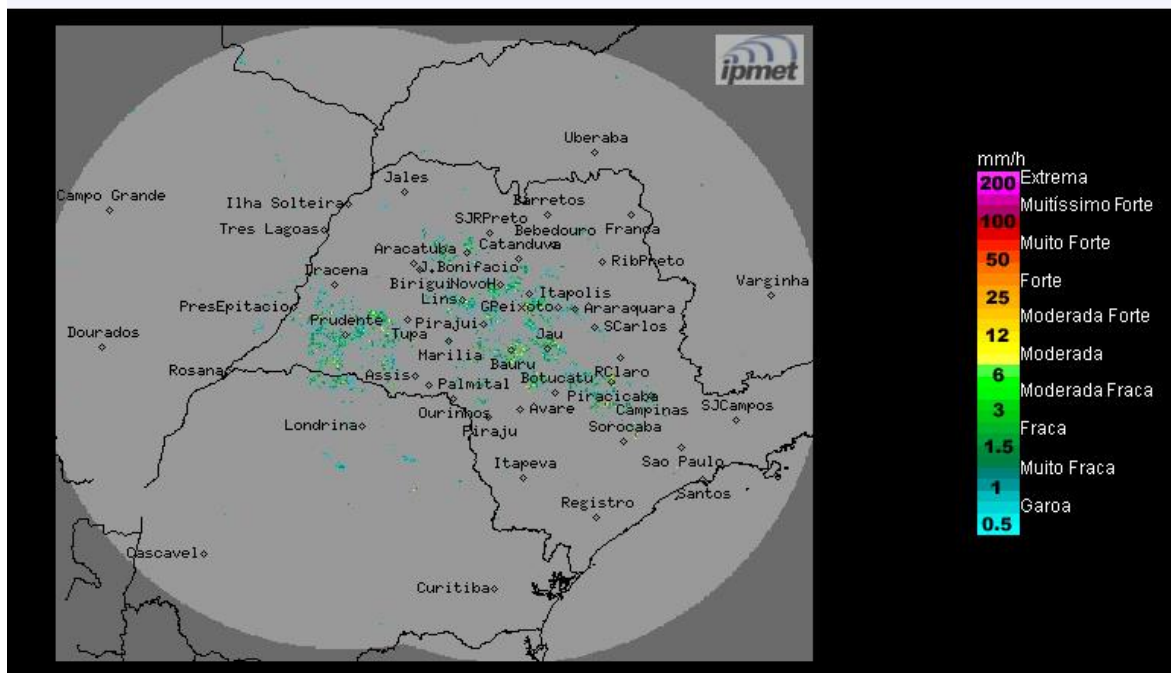 ipmet
Uberaba
Jales
Campo Grande
Ilha Solteira
Barretos
SJRPreto
Tres Lagoas
Bebedouro
Franca
Aracatuba
Catanduva
Dracena
J.Bonifacio
RibPreto
Birigui
NovoH
Varginha
Lins
Itapolis
PresEpitacio
GPeixoto
Araraquara
Prudente
Pirajui
SCarlos
Dourados
Tupa
Jau
Marilia
Bauru
Rosana
Assis
Botucatu
RClaro
Palmital
Piracicaba
Ourinhos
Avare
Campinas
SJCampos
Londrina
Piraju
Sorocaba
Itapeva
Sao Paulo
Santos
Registro
Cascavel
Curitiba
mm/h
200 Extrema
Muitíssimo Forte
100
Muito Forte
50
Forte
25
Moderada Forte
12
Moderada
6
Moderada Fraca
3
Fraca
1.5
Muito Fraca
1
Garoa
0.5